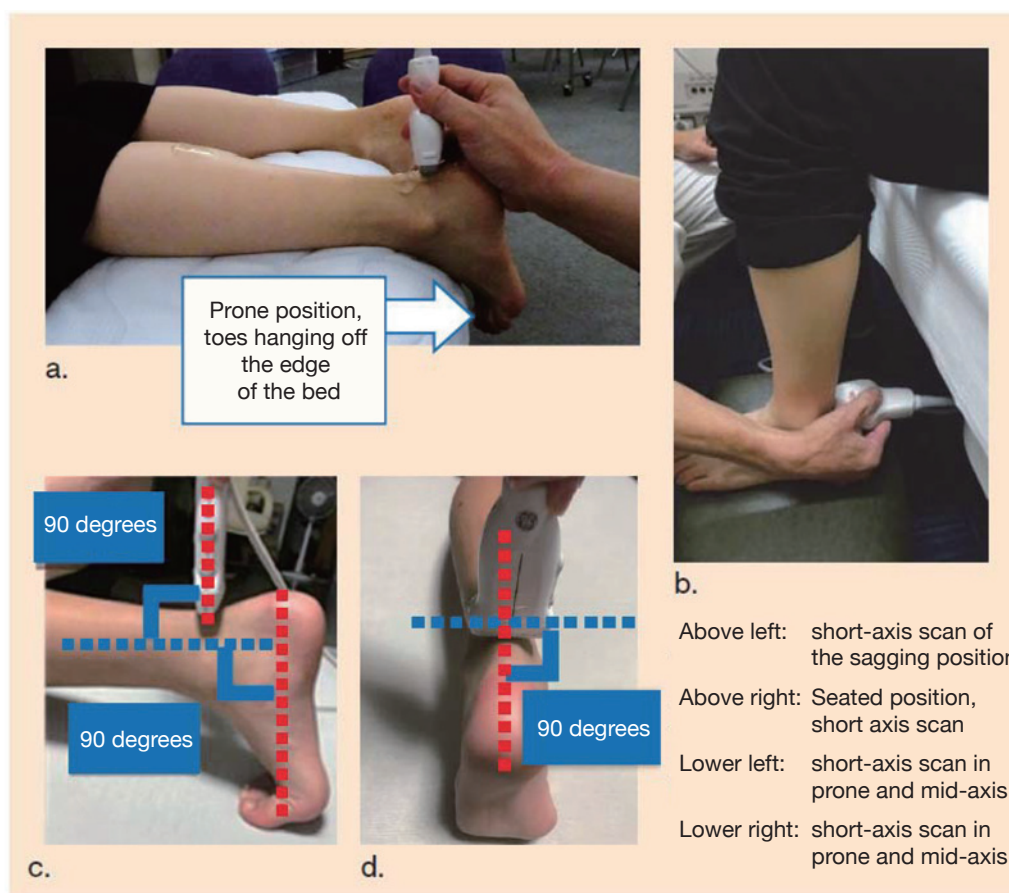 Prone position,
toes hanging off
the edge
of the bed
a.
b.
90 degrees
90 degrees
c.
90 degrees
d.
Above left: short-axis scan of
the sagging position
Above right: Seated position,
short axis scan
Lower left: short-axis scan in
prone and mid-axis
Lower right: short-axis scan in
prone and mid-axis